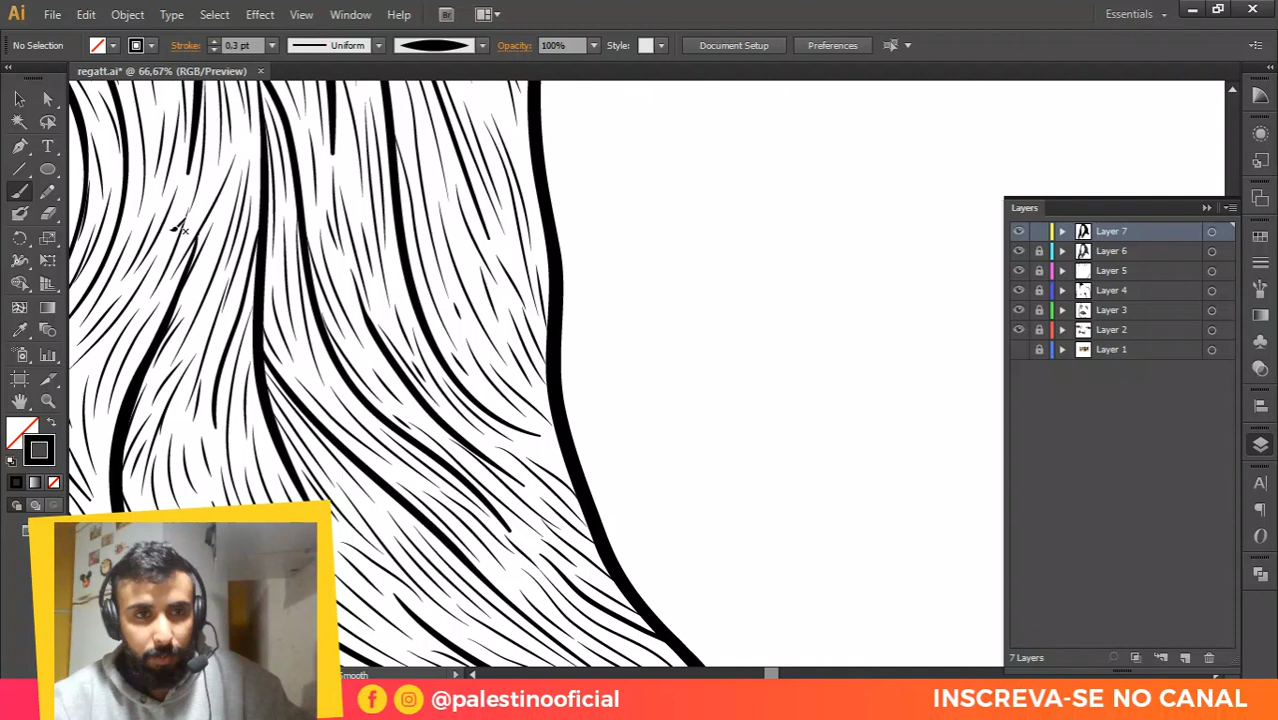 Ai File Edit Object Type Select Effect View Window Help Br Essentials
No Selection Stroke: 0,3 pt Uniform Opacity: 100% Style: Document Setup Preferences
regatt.ai* @ 66,67% (RGB/Preview)
Layers
Layer 7
Layer 6
Layer 5
Layer 4
Layer 3
Layer 2
Layer 1
7 Layers
Smooth
@palestinooficial INSCREVA-SE NO CANAL